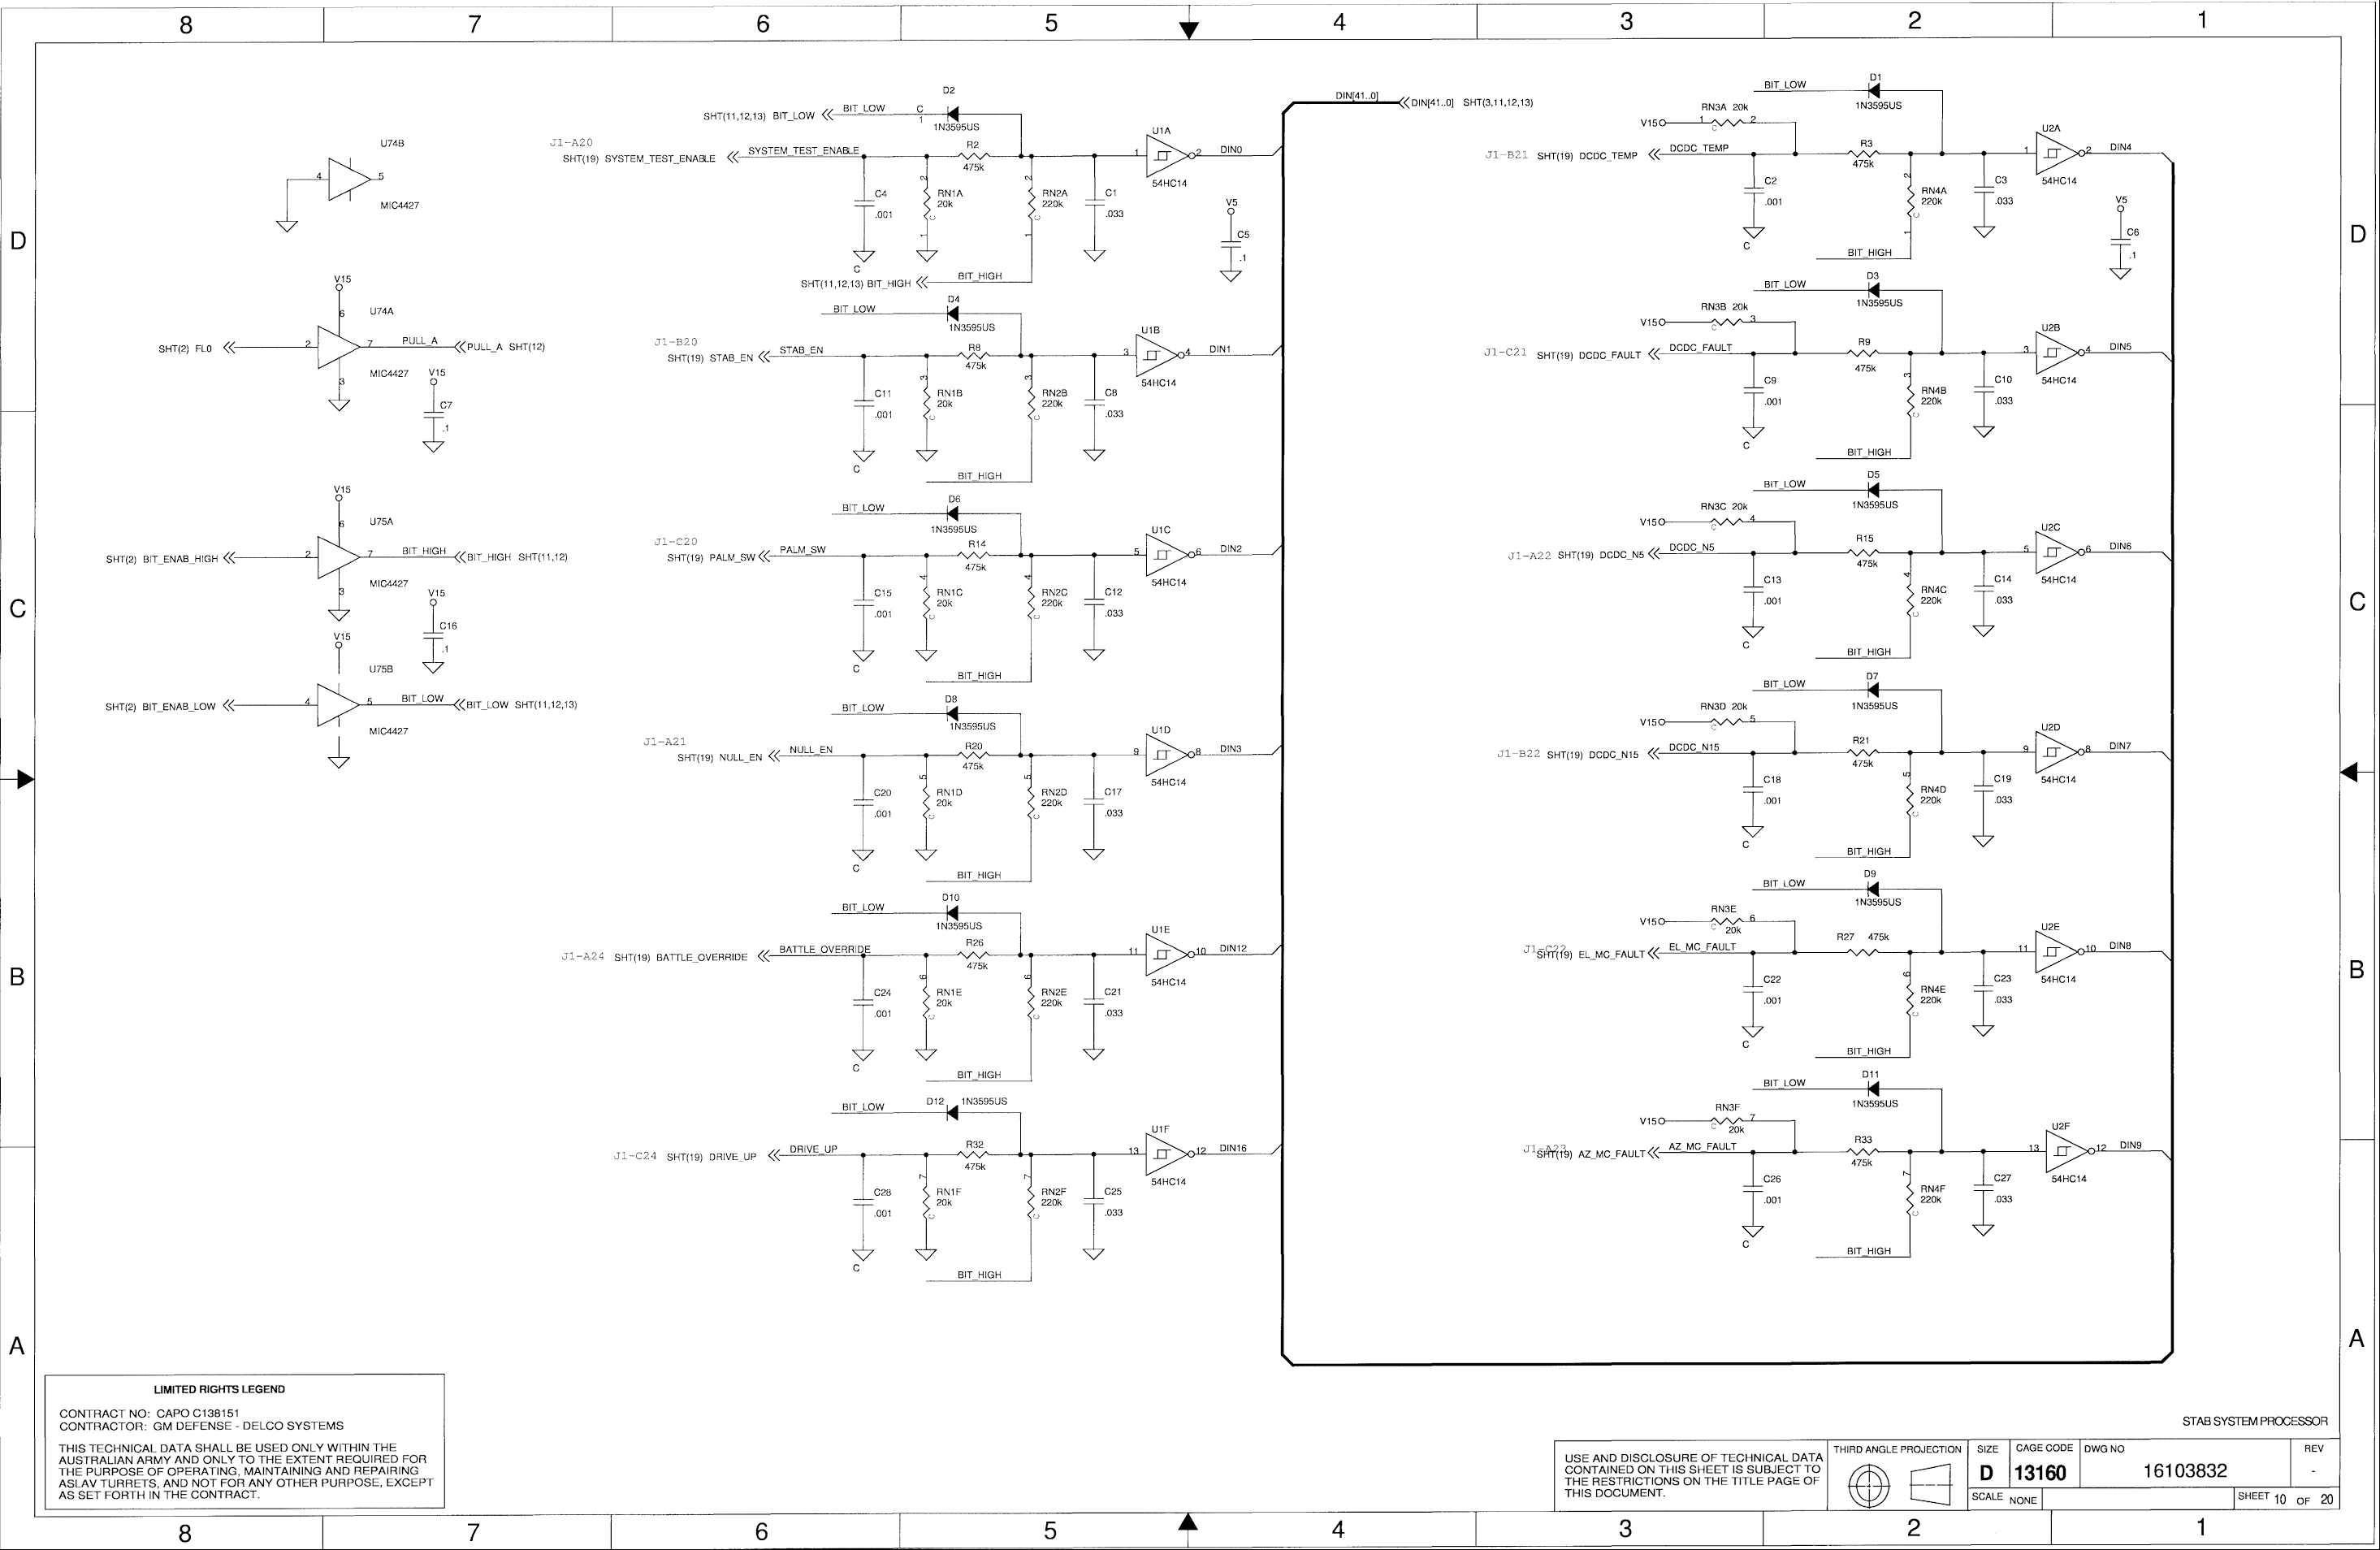 8 7 6 5 4 3 2 1
D
C
B
A
D
C
B
A
U74B
4
5
MIC4427
V15
6
U74A
SHT(2) FL0
2
7
PULL_A
PULL_A SHT(12)
3
MIC4427
V15
C7
.1
V15
6
U75A
SHT(2) BIT_ENAB_HIGH
2
7
BIT_HIGH
BIT_HIGH SHT(11,12)
3
MIC4427
V15
C16
.1
V15
U75B
SHT(2) BIT_ENAB_LOW
4
5
BIT_LOW
BIT_LOW SHT(11,12,13)
MIC4427
D2
SHT(11,12,13) BIT_LOW
BIT_LOW
C
1
1N3595US
J1-A20
SHT(19) SYSTEM_TEST_ENABLE
SYSTEM_TEST_ENABLE
R2
475k
U1A
1
2
DIN0
54HC14
C4
.001
C
2
RN1A
20k
C
1
2
RN2A
220k
C
1
C1
.033
V5
C5
.1
SHT(11,12,13) BIT_HIGH
BIT_HIGH
BIT_LOW
D4
1N3595US
J1-B20
SHT(19) STAB_EN
STAB_EN
R8
475k
U1B
3
4
DIN1
54HC14
C11
.001
C
3
RN1B
20k
C
3
RN2B
220k
C
C8
.033
BIT_HIGH
BIT_LOW
D6
1N3595US
J1-C20
SHT(19) PALM_SW
PALM_SW
R14
475k
U1C
5
6
DIN2
54HC14
C15
.001
C
4
RN1C
20k
C
4
RN2C
220k
C
C12
.033
BIT_HIGH
BIT_LOW
D8
1N3595US
J1-A21
SHT(19) NULL_EN
NULL_EN
R20
475k
U1D
9
8
DIN3
54HC14
C20
.001
C
5
RN1D
20k
C
5
RN2D
220k
C
C17
.033
BIT_HIGH
BIT_LOW
D10
1N3595US
J1-A24
SHT(19) BATTLE_OVERRIDE
BATTLE_OVERRIDE
R26
475k
U1E
11
10
DIN12
54HC14
C24
.001
C
6
RN1E
20k
C
6
RN2E
220k
C
C21
.033
BIT_HIGH
BIT_LOW
D12
1N3595US
J1-C24
SHT(19) DRIVE_UP
DRIVE_UP
R32
475k
U1F
13
12
DIN16
54HC14
C28
.001
C
7
RN1F
20k
C
7
RN2F
220k
C
C25
.033
BIT_HIGH
DIN[41..0]
DIN[41..0] SHT(3,11,12,13)
BIT_LOW
D1
1N3595US
RN3A 20k
V15
1
2
C
J1-B21
SHT(19) DCDC_TEMP
DCDC_TEMP
R3
475k
U2A
1
2
DIN4
54HC14
C2
.001
C
2
RN4A
220k
C
1
C3
.033
V5
C6
.1
BIT_HIGH
BIT_LOW
D3
1N3595US
RN3B 20k
V15
3
C
J1-C21
SHT(19) DCDC_FAULT
DCDC_FAULT
R9
475k
U2B
3
4
DIN5
54HC14
C9
.001
C
3
RN4B
220k
C
C10
.033
BIT_HIGH
BIT_LOW
D5
1N3595US
RN3C 20k
V15
4
C
J1-A22
SHT(19) DCDC_N5
DCDC_N5
R15
475k
U2C
5
6
DIN6
54HC14
C13
.001
C
4
RN4C
220k
C
C14
.033
BIT_HIGH
BIT_LOW
D7
1N3595US
RN3D 20k
V15
5
C
J1-B22
SHT(19) DCDC_N15
DCDC_N15
R21
475k
U2D
9
8
DIN7
54HC14
C18
.001
C
5
RN4D
220k
C
C19
.033
BIT_HIGH
BIT_LOW
D9
1N3595US
RN3E
20k
V15
6
C
J1-C22
SHT(19) EL_MC_FAULT
EL_MC_FAULT
R27 475k
U2E
11
10
DIN8
54HC14
C22
.001
C
6
RN4E
220k
C
C23
.033
BIT_HIGH
BIT_LOW
D11
1N3595US
RN3F
20k
V15
7
C
J1-A23
SHT(19) AZ_MC_FAULT
AZ_MC_FAULT
R33
475k
U2F
13
12
DIN9
54HC14
C26
.001
C
7
RN4F
220k
C
C27
.033
BIT_HIGH
LIMITED RIGHTS LEGEND
CONTRACT NO: CAPO C138151
CONTRACTOR: GM DEFENSE - DELCO SYSTEMS
THIS TECHNICAL DATA SHALL BE USED ONLY WITHIN THE
AUSTRALIAN ARMY AND ONLY TO THE EXTENT REQUIRED FOR
THE PURPOSE OF OPERATING, MAINTAINING AND REPAIRING
ASLAV TURRETS, AND NOT FOR ANY OTHER PURPOSE, EXCEPT
AS SET FORTH IN THE CONTRACT.
STAB SYSTEM PROCESSOR
USE AND DISCLOSURE OF TECHNICAL DATA
CONTAINED ON THIS SHEET IS SUBJECT TO
THE RESTRICTIONS ON THE TITLE PAGE OF
THIS DOCUMENT.
THIRD ANGLE PROJECTION
SIZE
D
CAGE CODE
13160
DWG NO
16103832
REV
-
SCALE NONE
SHEET 10 OF 20
8 7 6 5 4 3 2 1